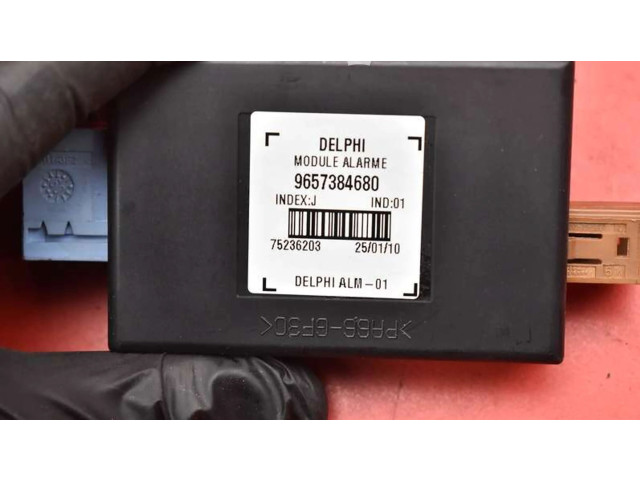 DELPHI
MODULE ALARME
9657384680
INDEX:J IND:01
75236203 25/01/10
DELPHI ALM-01
>PA66-GF30<